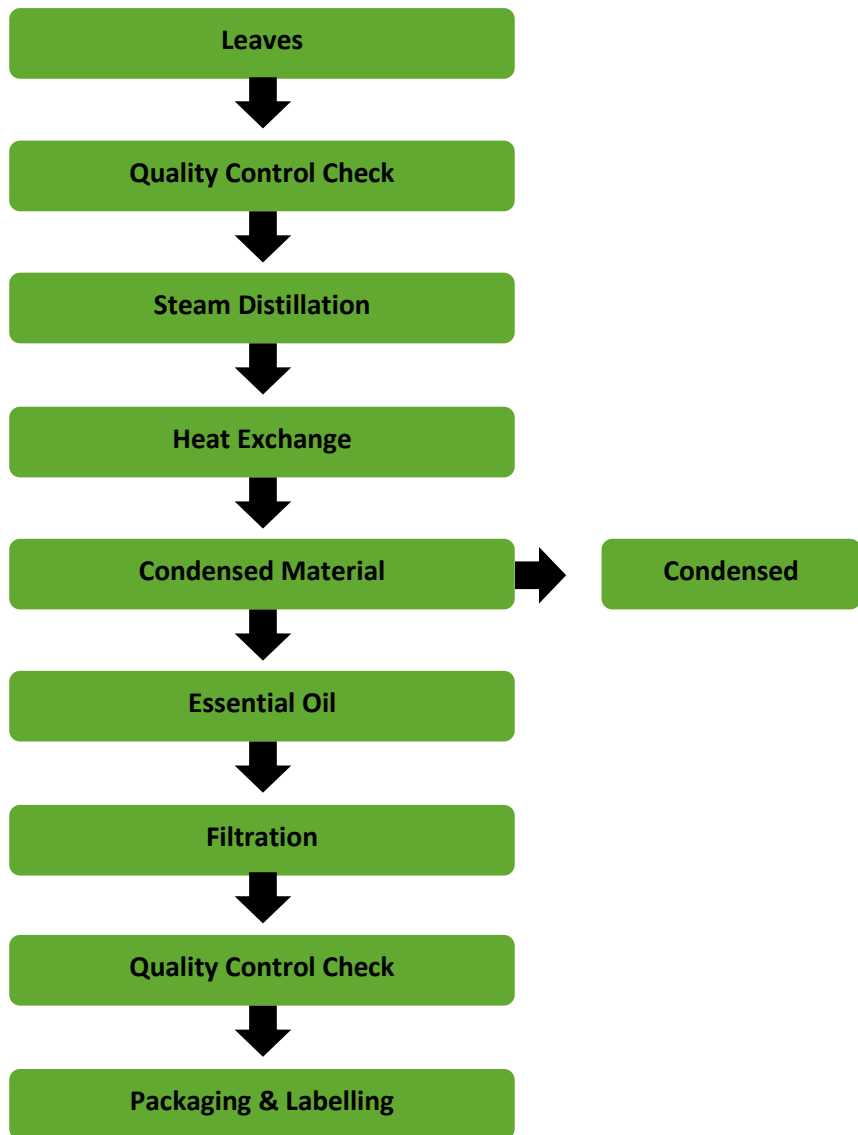 Leaves
Quality Control Check
Steam Distillation
Heat Exchange
Condensed Material
Condensed
Essential Oil
Filtration
Quality Control Check
Packaging & Labelling